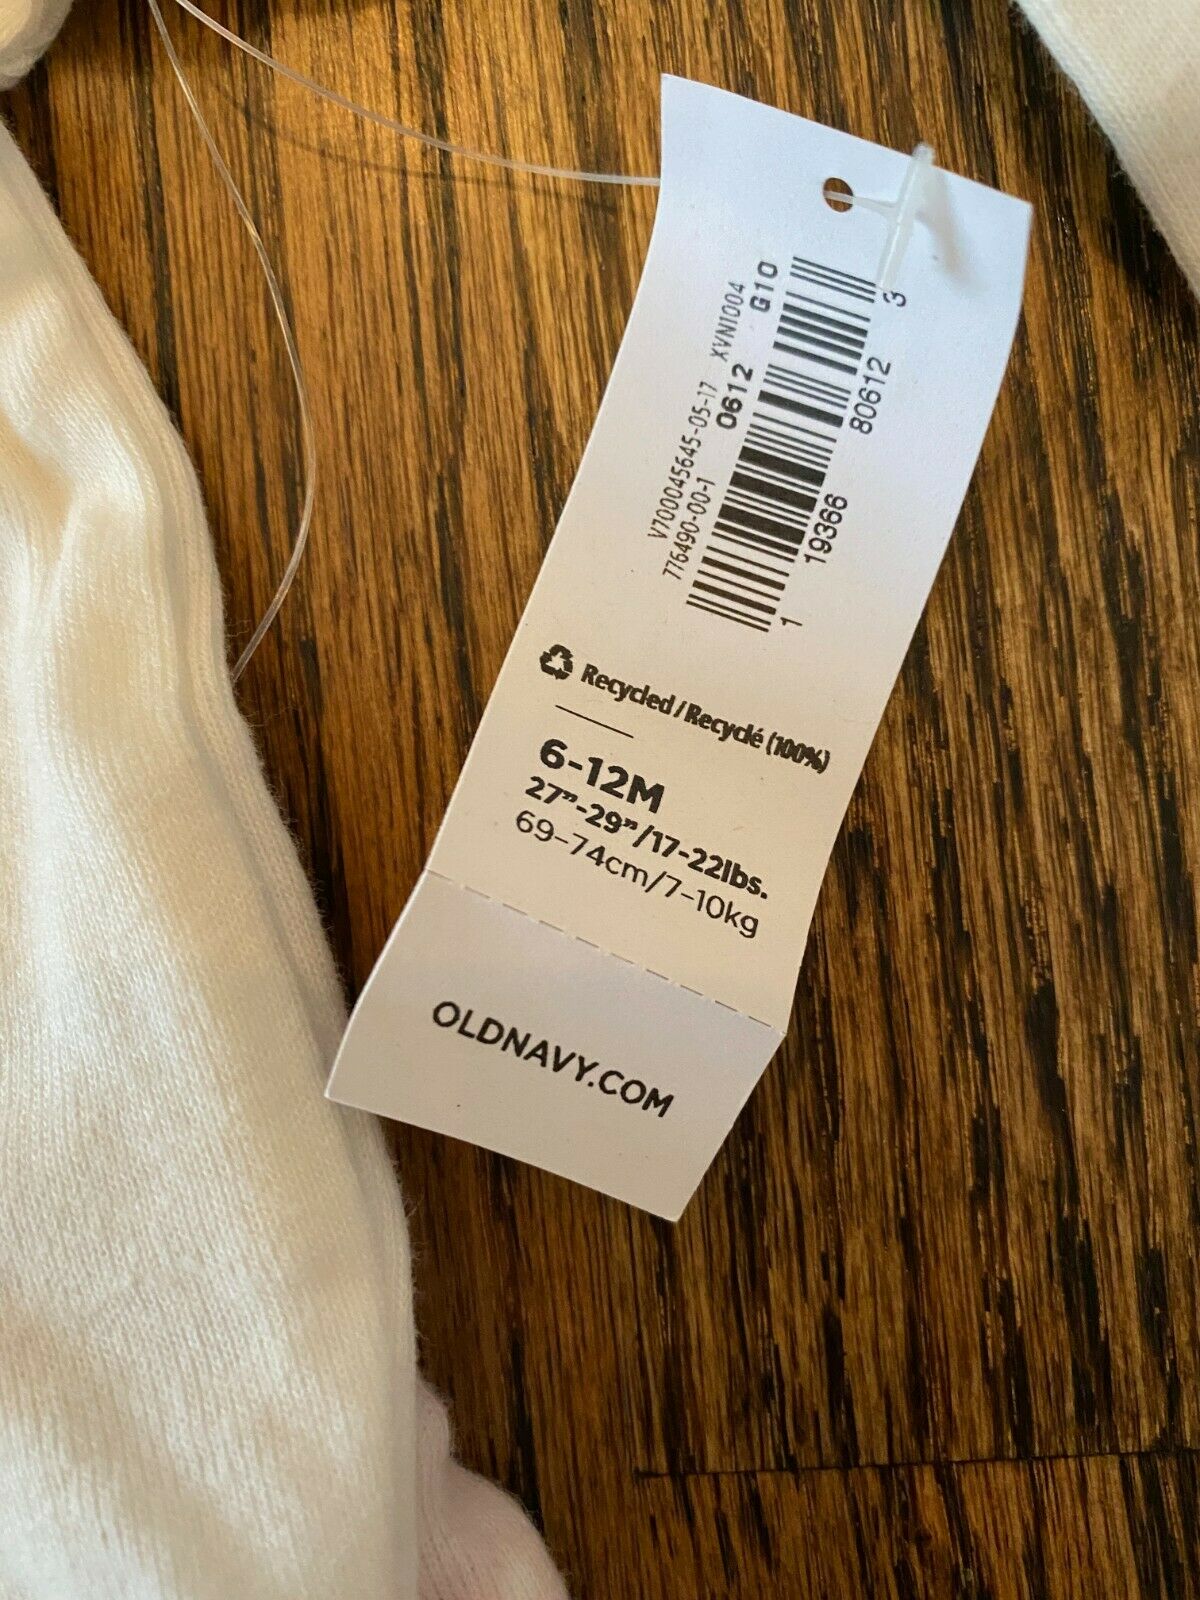 V700045645-05-17 XVN1004
776490-00-1 0612 G10
1 19366 80612 3
Recycled / Recyclé (100%)
6-12M
27”-29”/17-22lbs.
69-74cm/7-10kg
OLDNAVY.COM